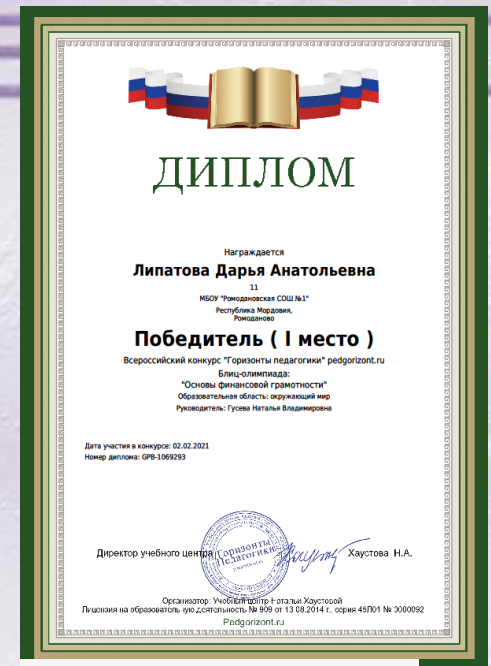 ДИПЛОМ
Награждается
Липатова Дарья Анатольевна
11
МБОУ "Ромодановская СОШ №1"
Республика Мордовия,
Ромоданово
Победитель ( I место )
Всероссийский конкурс "Горизонты педагогики" pedgorizont.ru
Блиц-олимпиада:
"Основы финансовой грамотности"
Образовательная область: окружающий мир
Руководитель: Гусева Наталья Владимировна
Дата участия в конкурсе: 02.02.2021
Номер диплома: GPB-1069293
Директор учебного центра Хаустова Н.А.
Горизонты
Педагогики
Организатор: Учебный центр Натальи Хаустовой
Лицензия на образовательную деятельность № 909 от 13.08.2014 г., серия 45Л01 № 3000092
Pedgorizont.ru